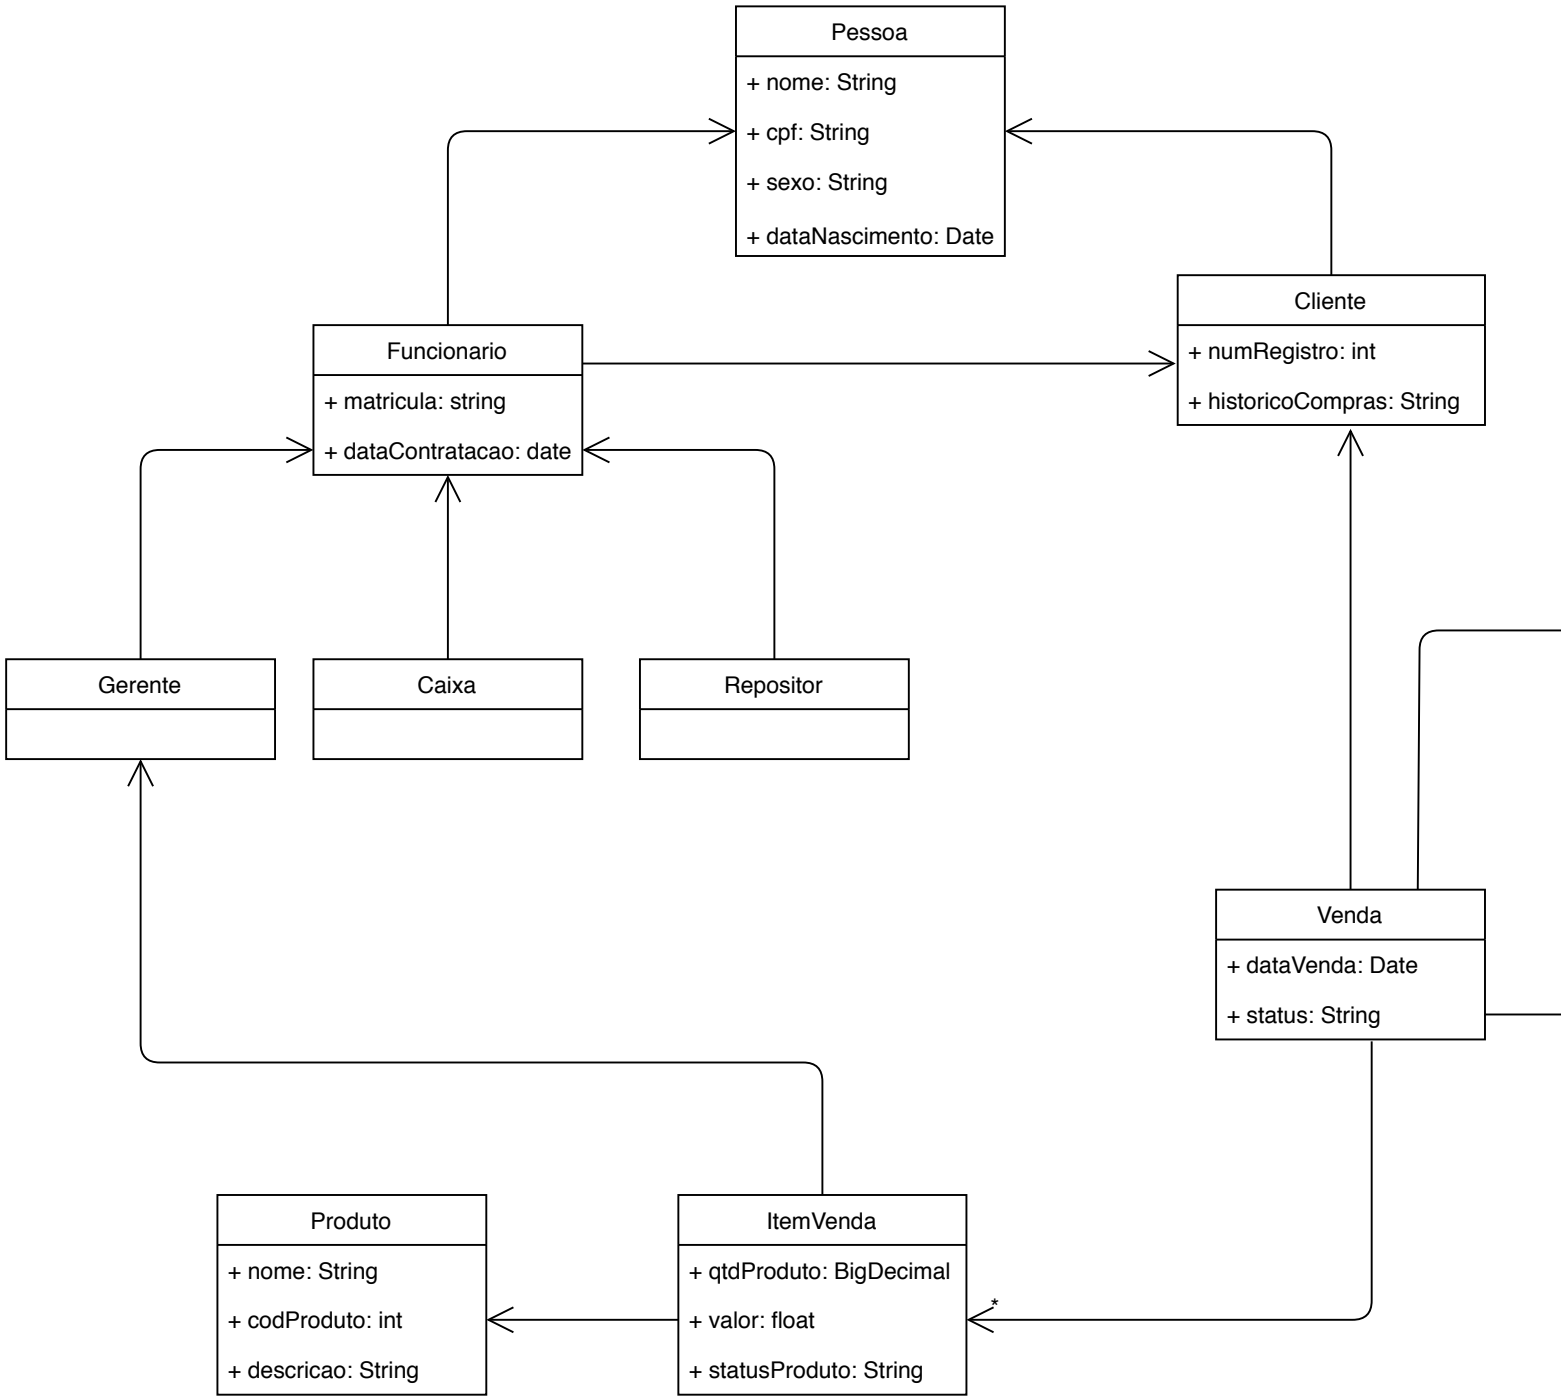 Pessoa
+ nome: String
+ cpf: String
+ sexo: String
+ dataNascimento: Date
Cliente
+ numRegistro: int
+ historicoCompras: String
Funcionario
+ matricula: string
+ dataContratacao: date
Gerente
Caixa
Repositor
Venda
+ dataVenda: Date
+ status: String
Produto
+ nome: String
+ codProduto: int
+ descricao: String
ItemVenda
+ qtdProduto: BigDecimal
+ valor: float
+ statusProduto: String
*